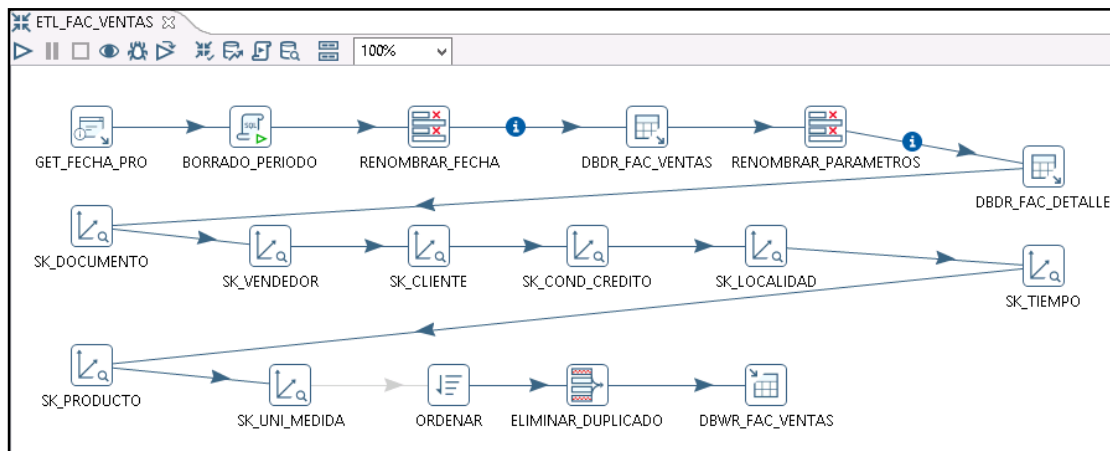 ETL_FAC_VENTAS
100%
GET_FECHA_PRO
BORRADO_PERIODO
RENOMBRAR_FECHA
DBDR_FAC_VENTAS
RENOMBRAR_PARAMETROS
DBDR_FAC_DETALLE
SK_DOCUMENTO
SK_VENDEDOR
SK_CLIENTE
SK_COND_CREDITO
SK_LOCALIDAD
SK_TIEMPO
SK_PRODUCTO
SK_UNI_MEDIDA
ORDENAR
ELIMINAR_DUPLICADO
DBWR_FAC_VENTAS